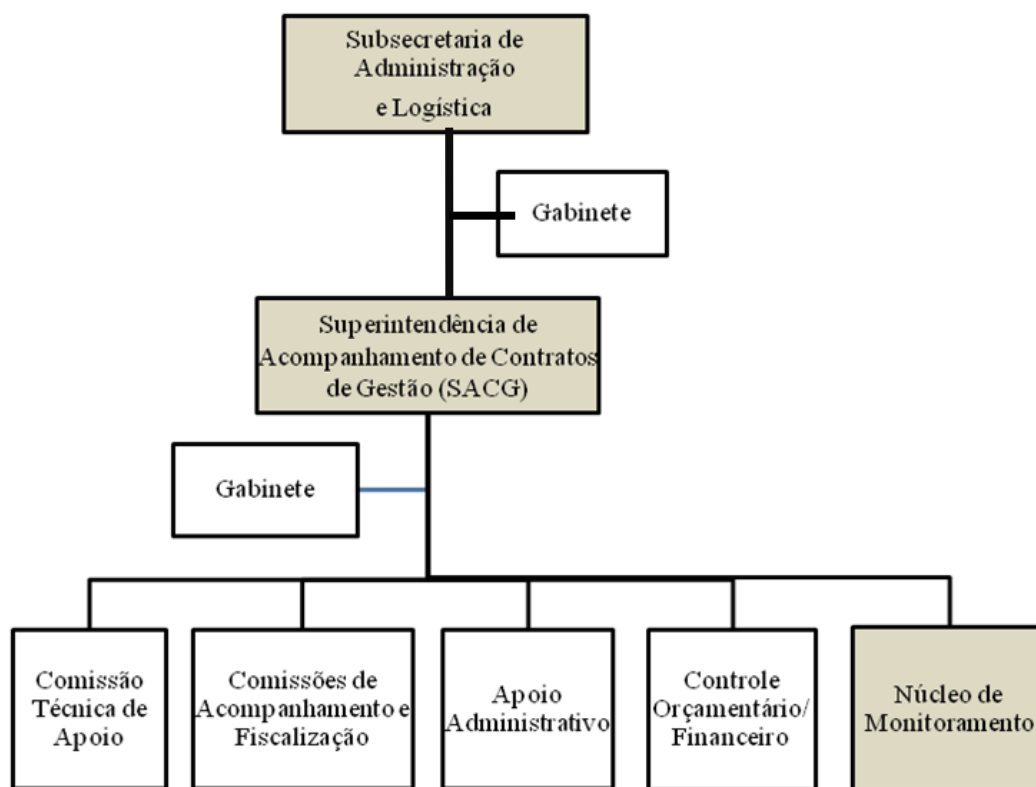 Subsecretaria de
Administração
e Logística
Gabinete
Superintendência de
Acompanhamento de Contratos
de Gestão (SACG)
Gabinete
Comissão
Técnica de
Apoio
Comissões de
Acompanhamento e
Fiscalização
Apoio
Administrativo
Controle
Orçamentário/
Financeiro
Núcleo de
Monitoramento